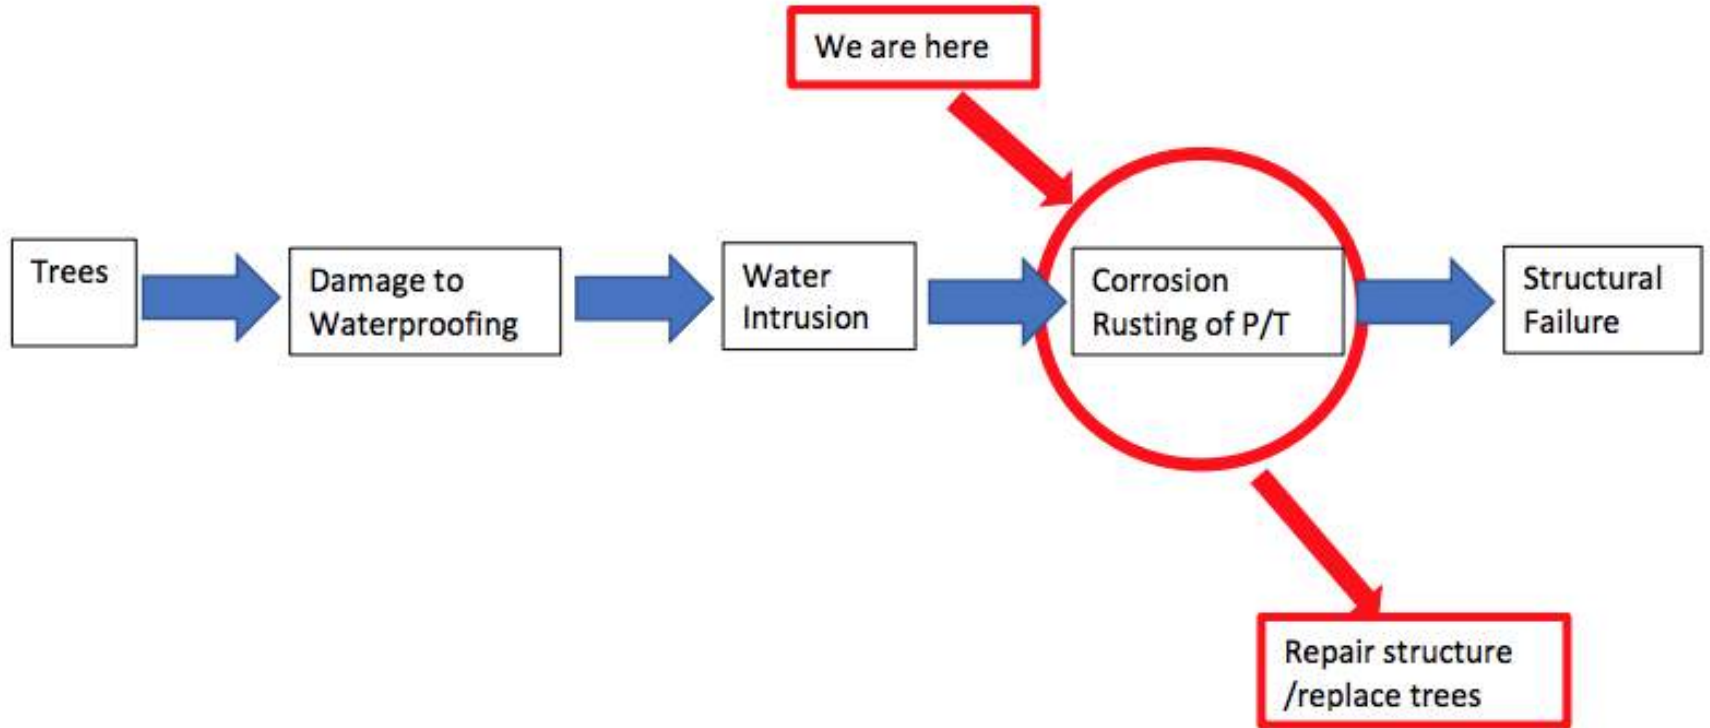 We are here
Trees
Damage to
Waterproofing
Water
Intrusion
Corrosion
Rusting of P/T
Structural
Failure
Repair structure
/replace trees